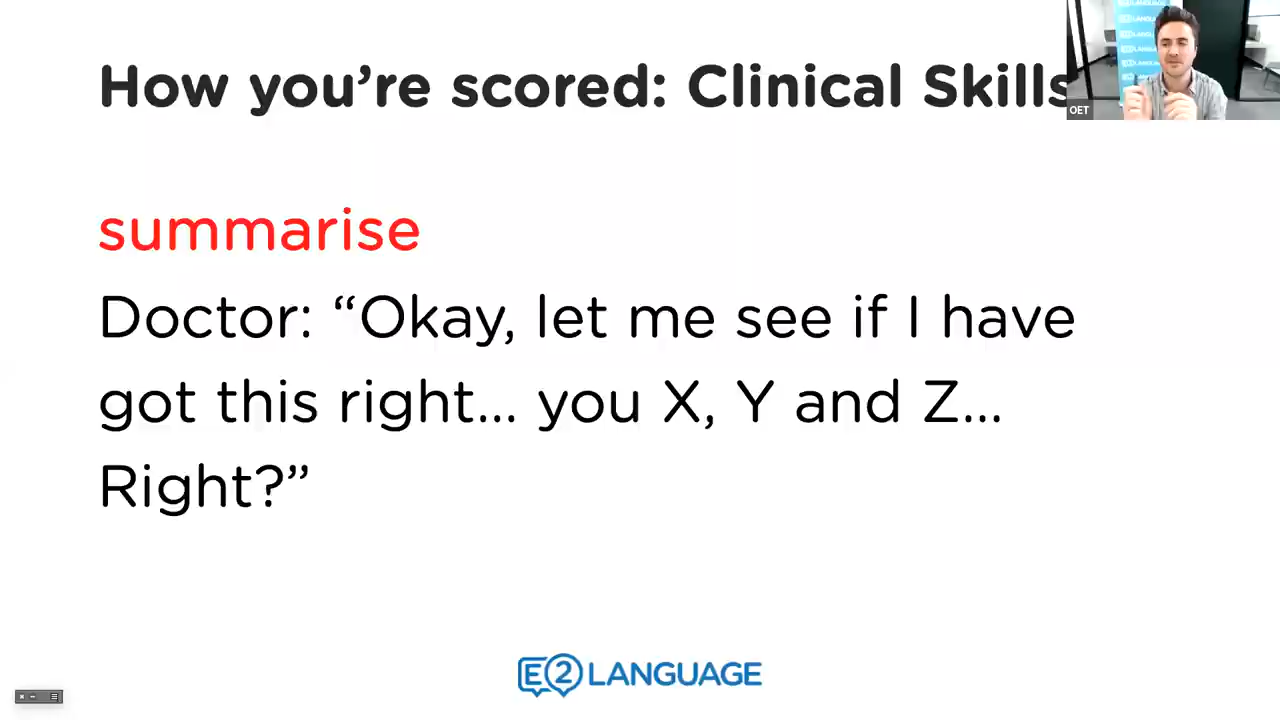 How you’re scored: Clinical Skills
OET
summarise
Doctor: “Okay, let me see if I have
got this right... you X, Y and Z...
Right?”
E2 LANGUAGE